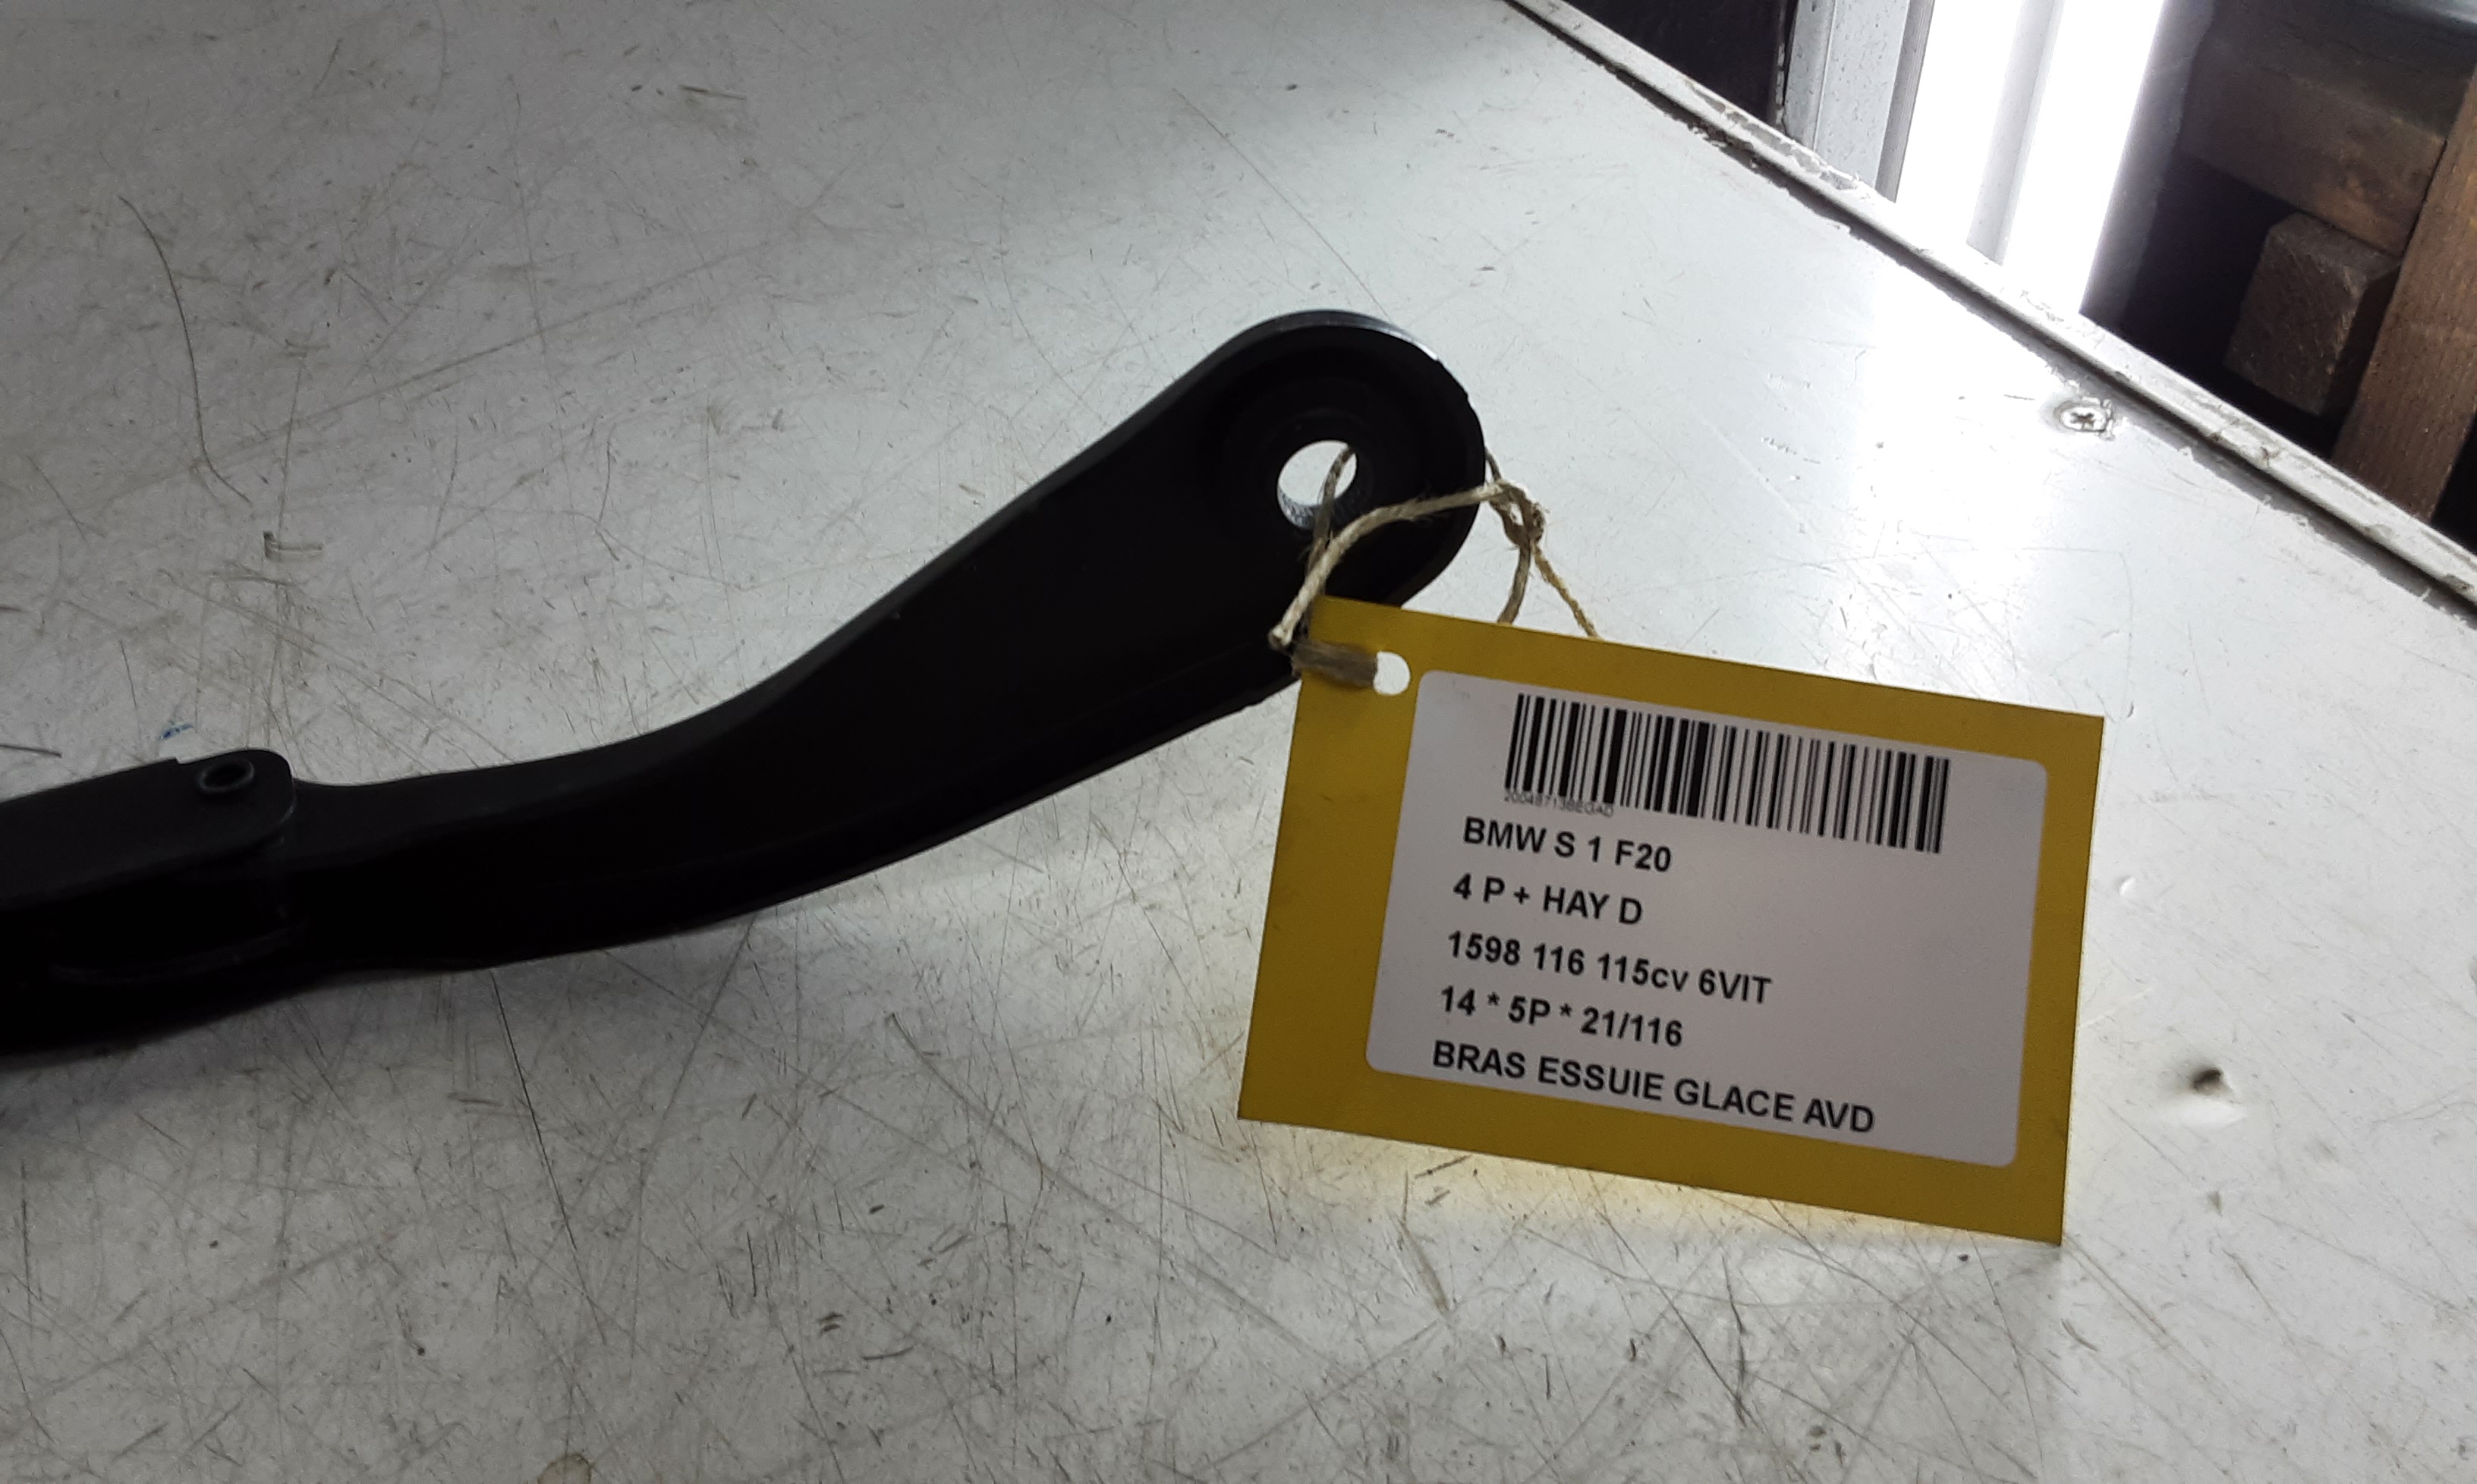 BMW S 1 F20
4 P + HAY D
1598 116 115cv 6VIT
14 * 5P * 21/116
BRAS ESSUIE GLACE AVD